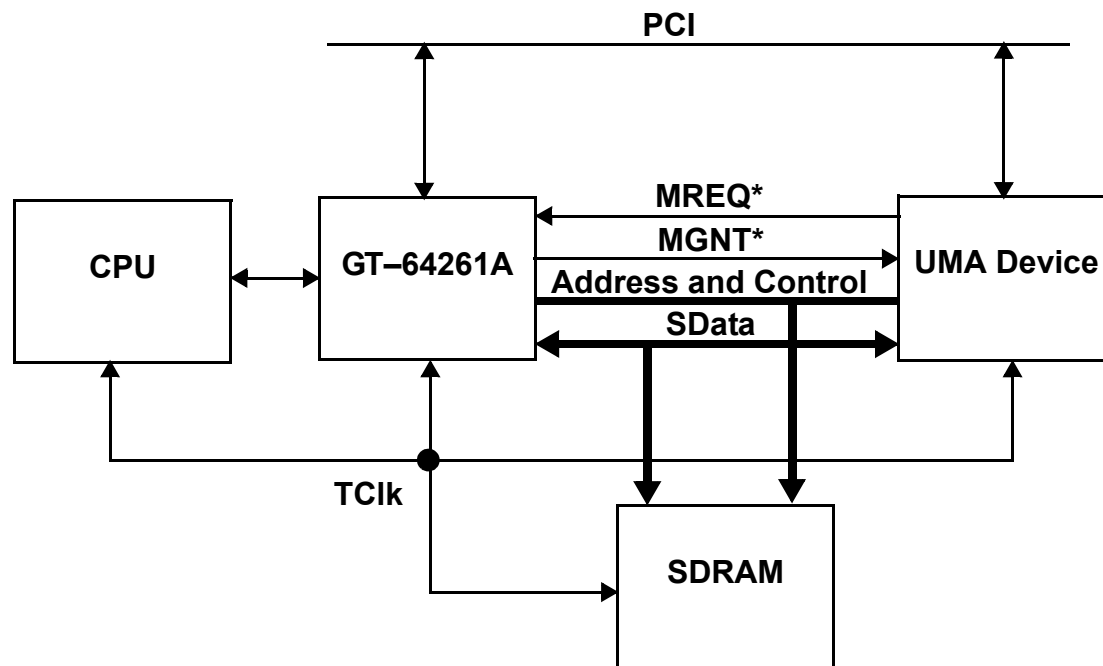 PCI
MREQ*
MGNT*
CPU
GT–64261A
UMA Device
Address and Control
SData
TClk
SDRAM